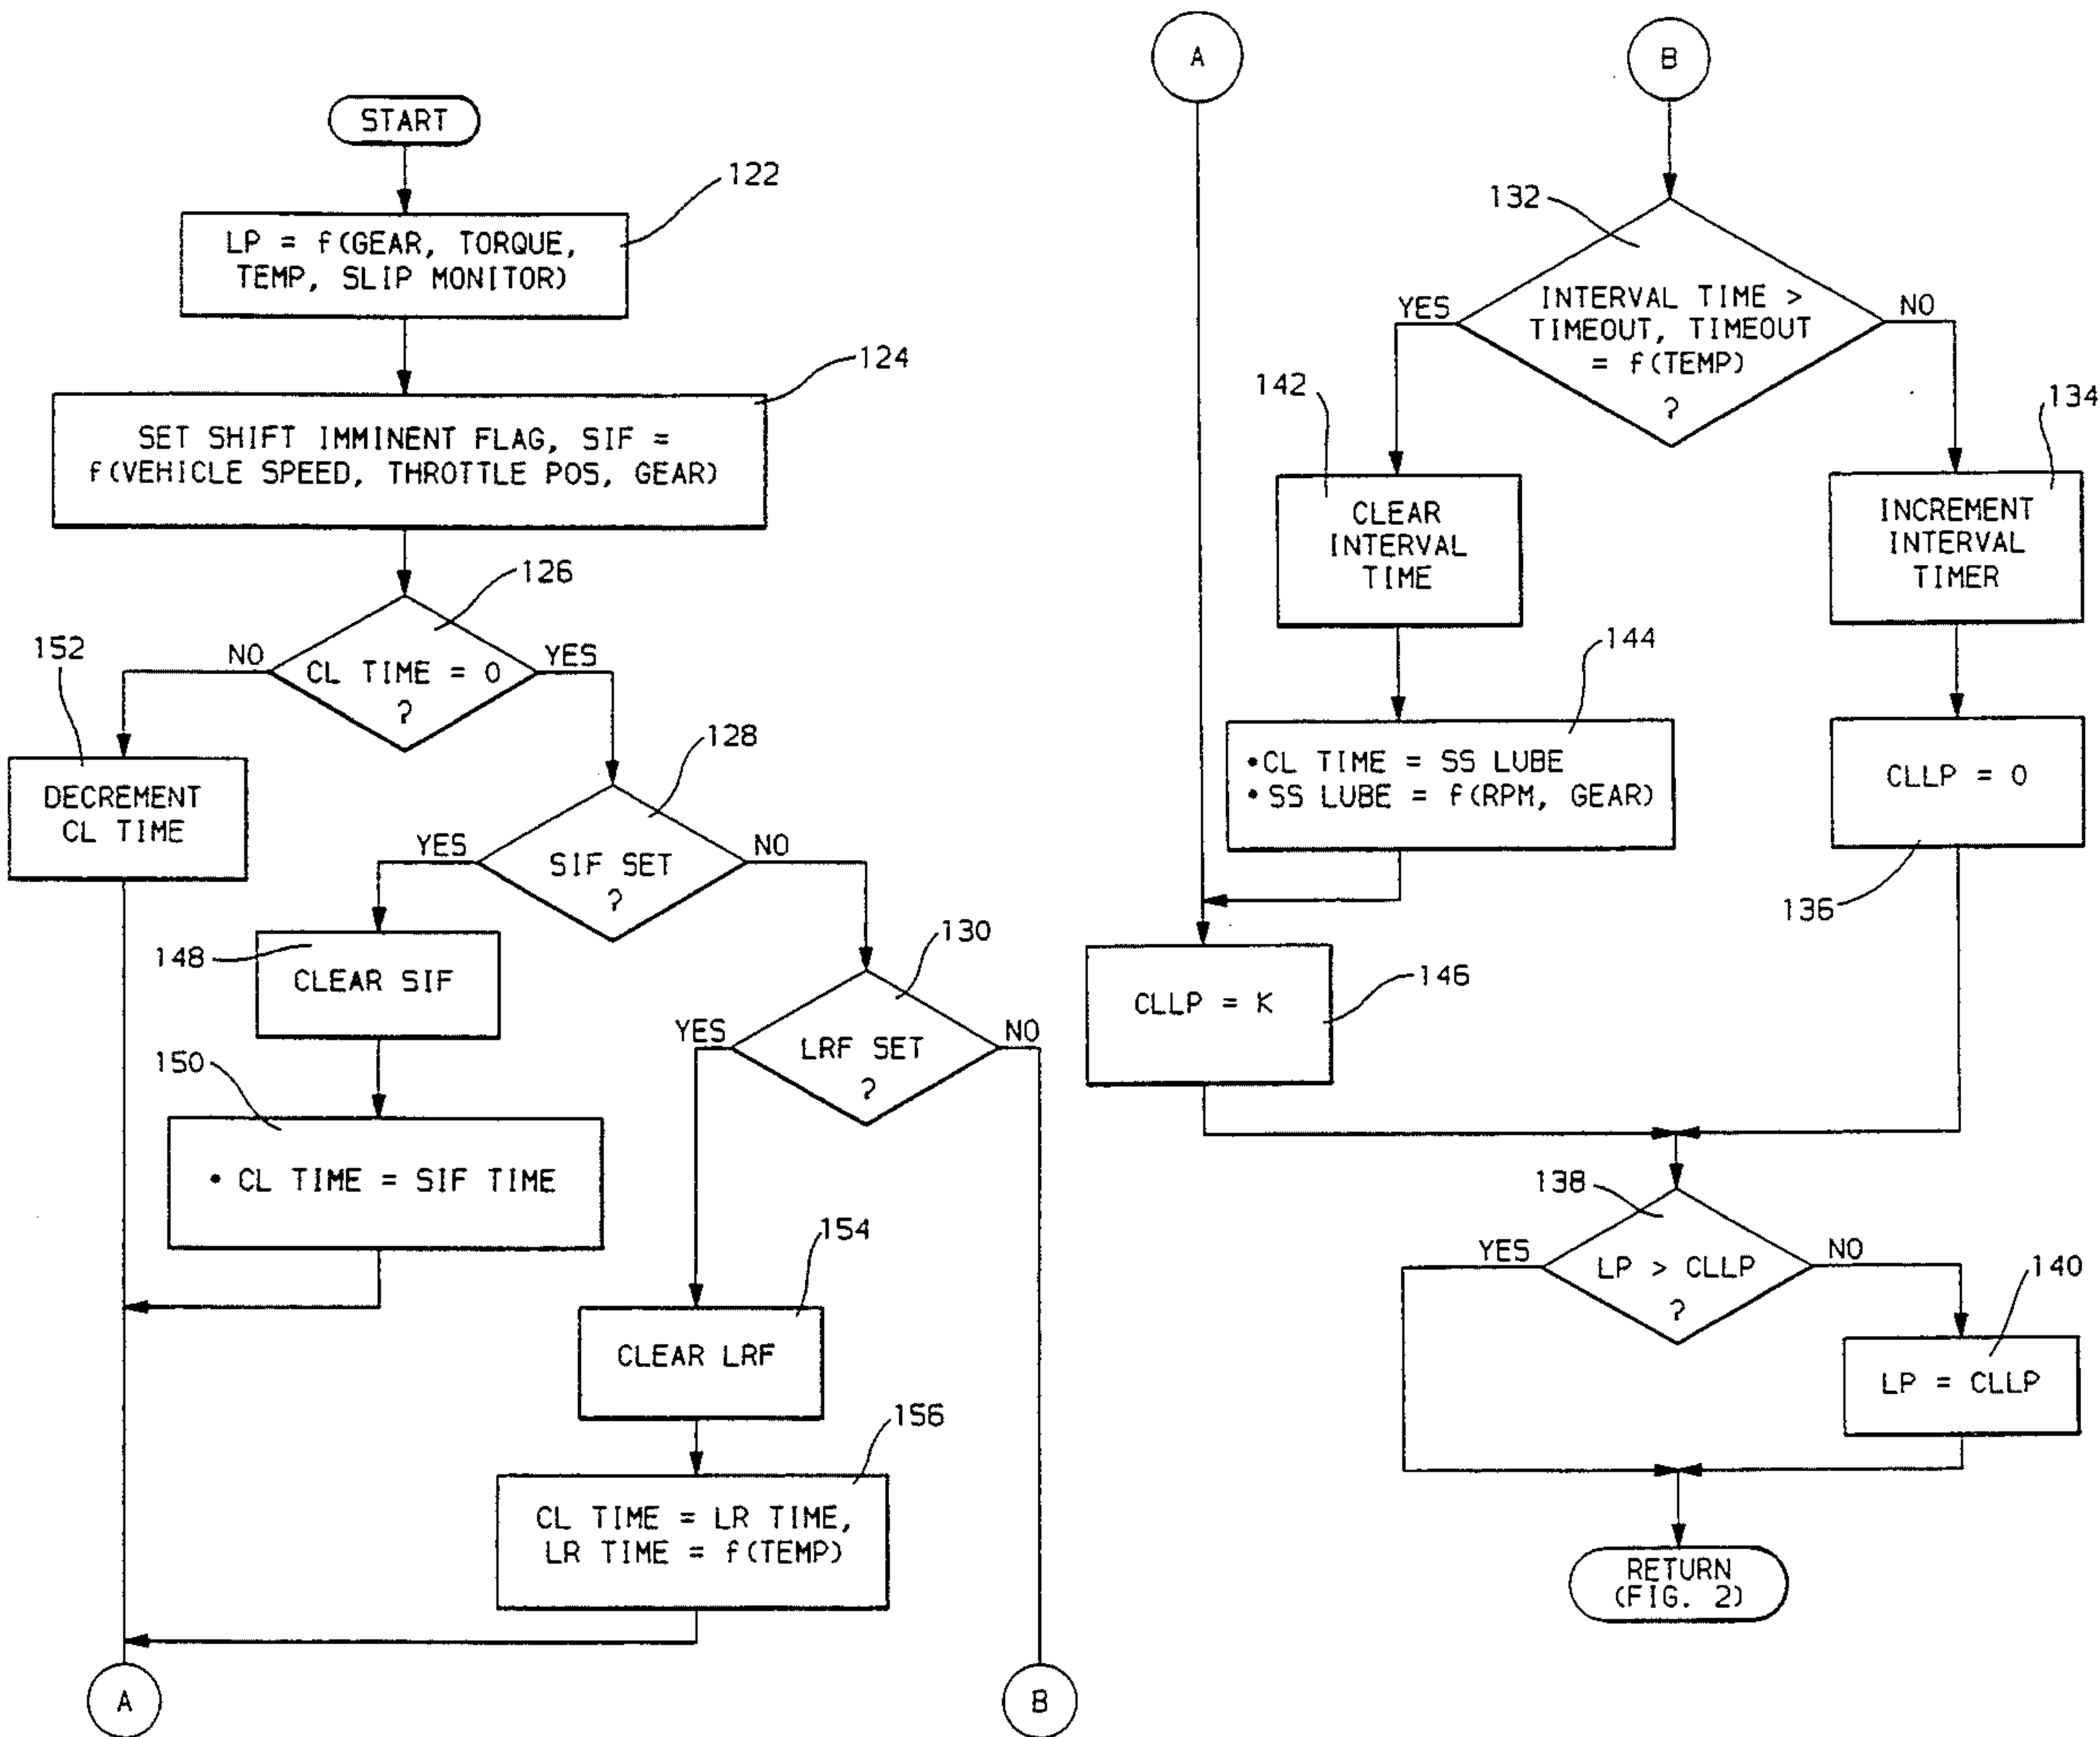 START
122
LP = f(GEAR, TORQUE,
TEMP, SLIP MONITOR)
124
SET SHIFT IMMINENT FLAG, SIF =
f(VEHICLE SPEED, THROTTLE POS, GEAR)
126
NO
CL TIME = 0
?
YES
152
DECREMENT
CL TIME
128
YES
SIF SET
?
NO
148
CLEAR SIF
130
YES
LRF SET
?
NO
150
• CL TIME = SIF TIME
154
CLEAR LRF
156
CL TIME = LR TIME,
LR TIME = f(TEMP)
A
B
A
B
132
YES
INTERVAL TIME >
TIMEOUT, TIMEOUT
= f(TEMP)
?
NO
142
CLEAR
INTERVAL
TIME
134
INCREMENT
INTERVAL
TIMER
144
•CL TIME = SS LUBE
• SS LUBE = f(RPM, GEAR)
CLLP = 0
136
CLLP = K
146
138
YES
LP > CLLP
?
NO
140
LP = CLLP
RETURN
(FIG. 2)